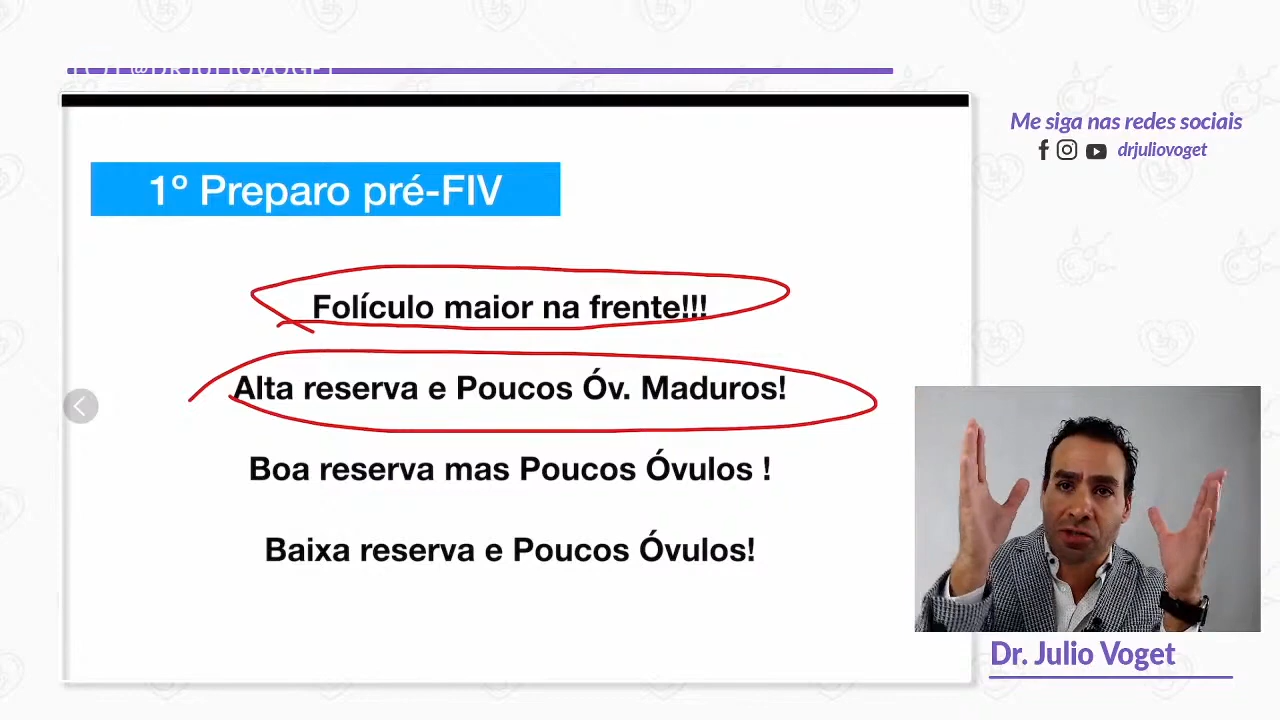 @DRJULIOVOGET
Me siga nas redes sociais
drjuliovoget
1º Preparo pré-FIV
Folículo maior na frente!!!
Alta reserva e Poucos Óv. Maduros!
Boa reserva mas Poucos Óvulos !
Baixa reserva e Poucos Óvulos!
Dr. Julio Voget